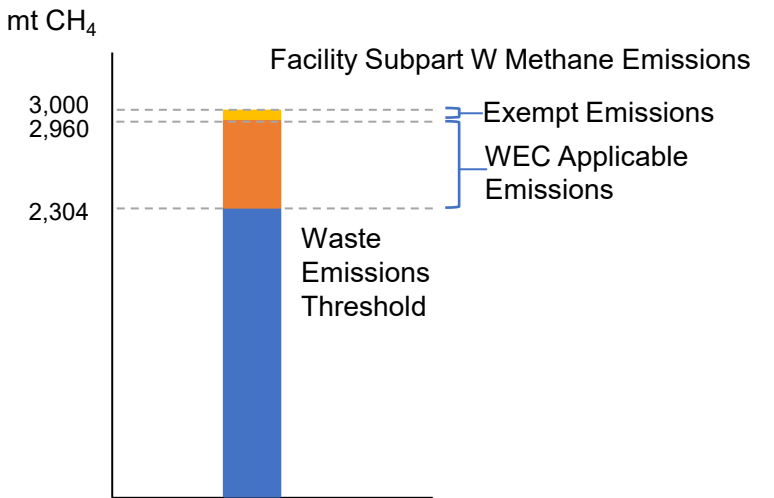 mt CH₄
Facility Subpart W Methane Emissions
3,000
Exempt Emissions
2,960
WEC Applicable
Emissions
2,304
Waste
Emissions
Threshold